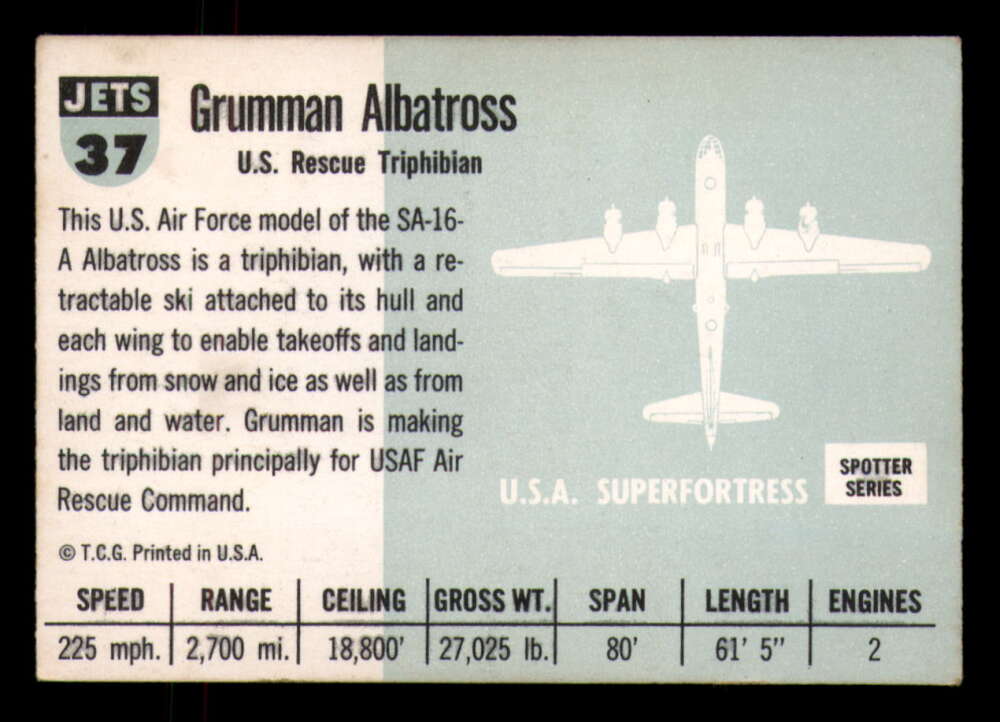 JETS
37
Grumman Albatross
U.S. Rescue Triphibian
This U.S. Air Force model of the SA-16-
A Albatross is a triphibian, with a re-
tractable ski attached to its hull and
each wing to enable takeoffs and land-
ings from snow and ice as well as from
land and water. Grumman is making
the triphibian principally for USAF Air
Rescue Command.
© T.C.G. Printed in U.S.A.
U.S.A. SUPERFORTRESS
SPOTTER
SERIES
SPEED RANGE CEILING GROSS WT. SPAN LENGTH ENGINES
225 mph. 2,700 mi. 18,800' 27,025 lb. 80' 61' 5" 2